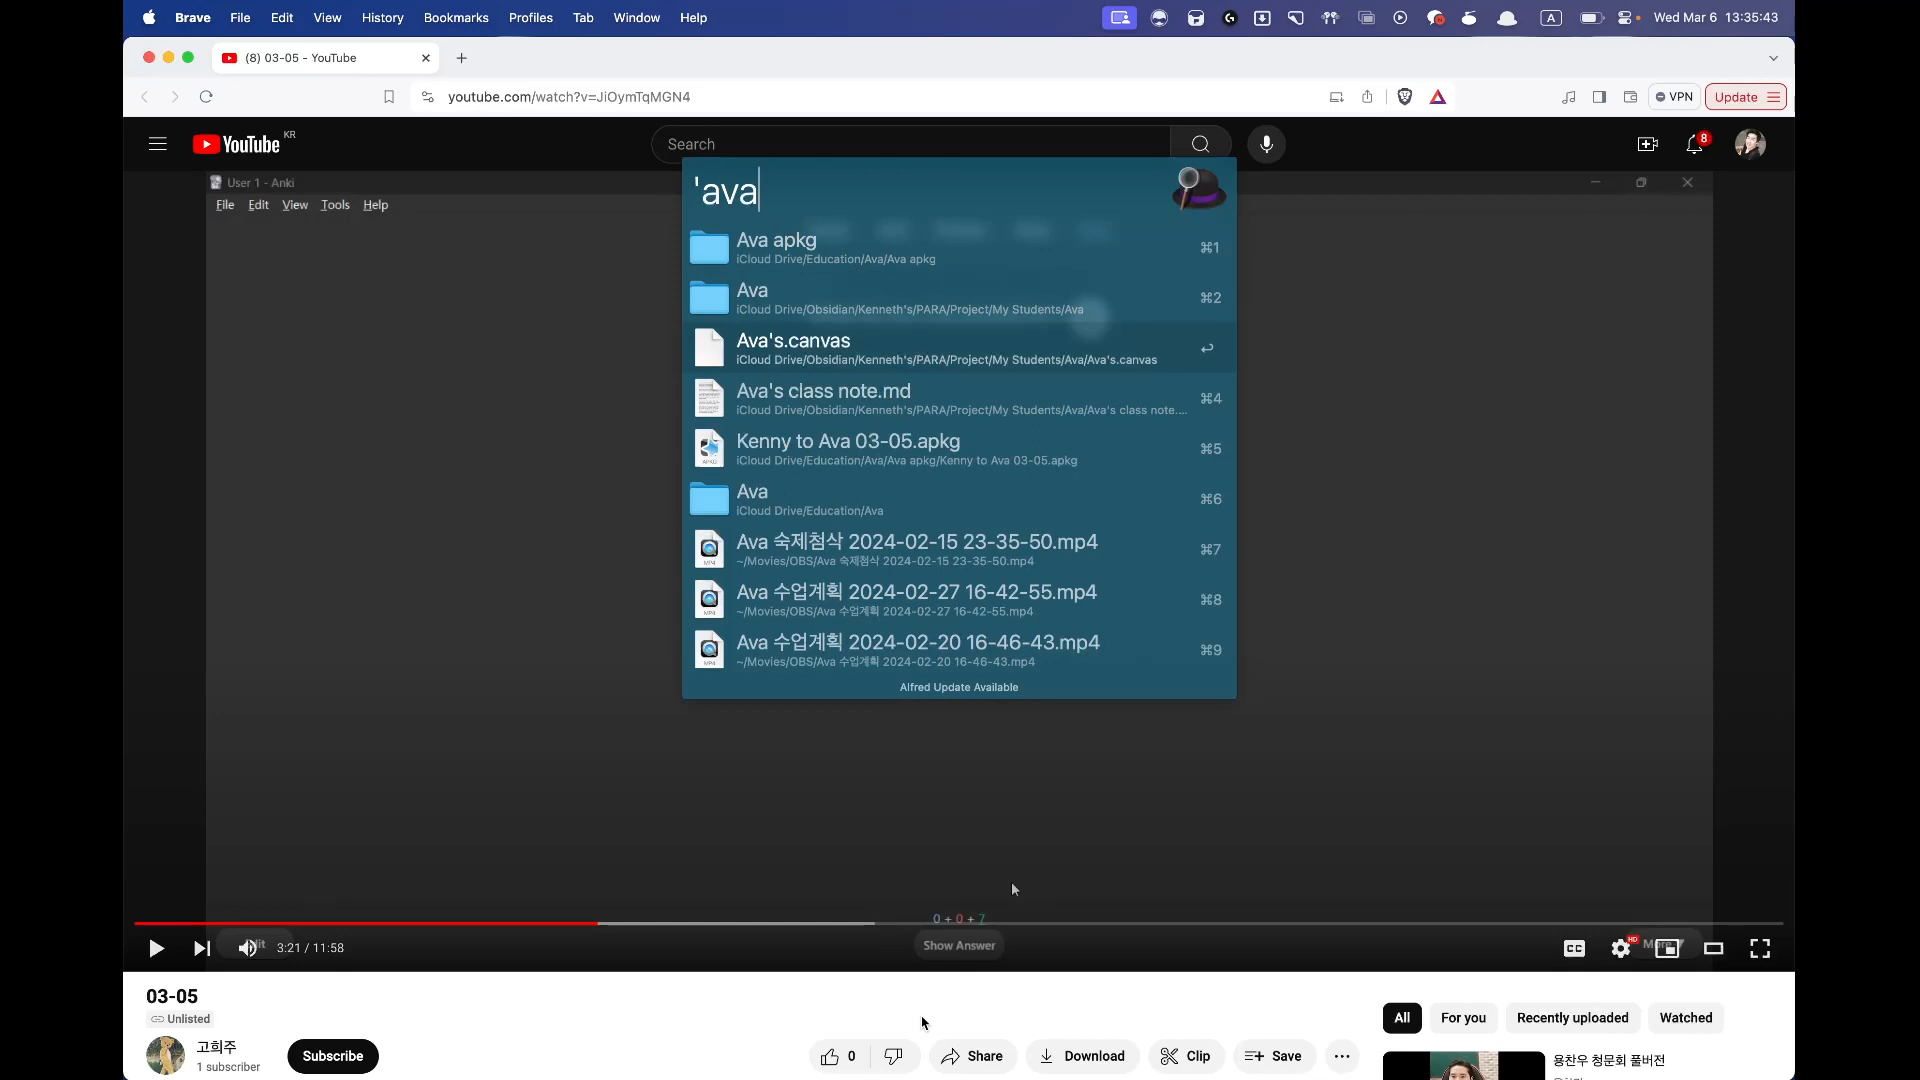 Brave File Edit View History Bookmarks Profiles Tab Window Help
A
Wed Mar 6 13:35:43
(8) 03-05 - YouTube
youtube.com/watch?v=JiOymTqMGN4
VPN
Update
YouTube KR
Search
8
User 1 - Anki
File Edit View Tools Help
'ava
Ava apkg
iCloud Drive/Education/Ava/Ava apkg
⌘1
Ava
iCloud Drive/Obsidian/Kenneth's/PARA/Project/My Students/Ava
⌘2
Ava's.canvas
iCloud Drive/Obsidian/Kenneth's/PARA/Project/My Students/Ava/Ava's.canvas
Ava's class note.md
iCloud Drive/Obsidian/Kenneth's/PARA/Project/My Students/Ava/Ava's class note....
⌘4
Kenny to Ava 03-05.apkg
iCloud Drive/Education/Ava/Ava apkg/Kenny to Ava 03-05.apkg
⌘5
Ava
iCloud Drive/Education/Ava
⌘6
Ava 숙제첨삭 2024-02-15 23-35-50.mp4
~/Movies/OBS/Ava 숙제첨삭 2024-02-15 23-35-50.mp4
⌘7
Ava 수업계획 2024-02-27 16-42-55.mp4
~/Movies/OBS/Ava 수업계획 2024-02-27 16-42-55.mp4
⌘8
Ava 수업계획 2024-02-20 16-46-43.mp4
~/Movies/OBS/Ava 수업계획 2024-02-20 16-46-43.mp4
⌘9
Alfred Update Available
0 + 0 + 7
Edit
3:21 / 11:58
Show Answer
CC
HD
More
03-05
Unlisted
고희주
1 subscriber
Subscribe
0
Share
Download
Clip
Save
All
For you
Recently uploaded
Watched
용찬우 청문회 풀버전